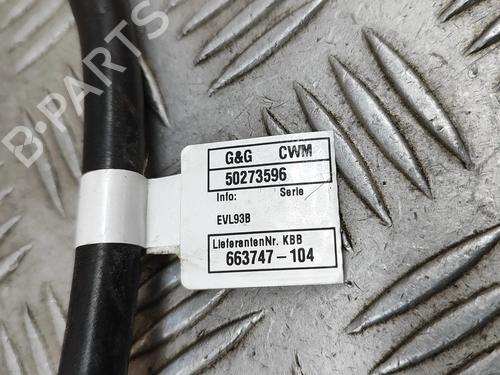 B-PARTS
G&G CWM
50273596
Info: Serie
EVL93B
LieferantenNr. KBB
663747-104